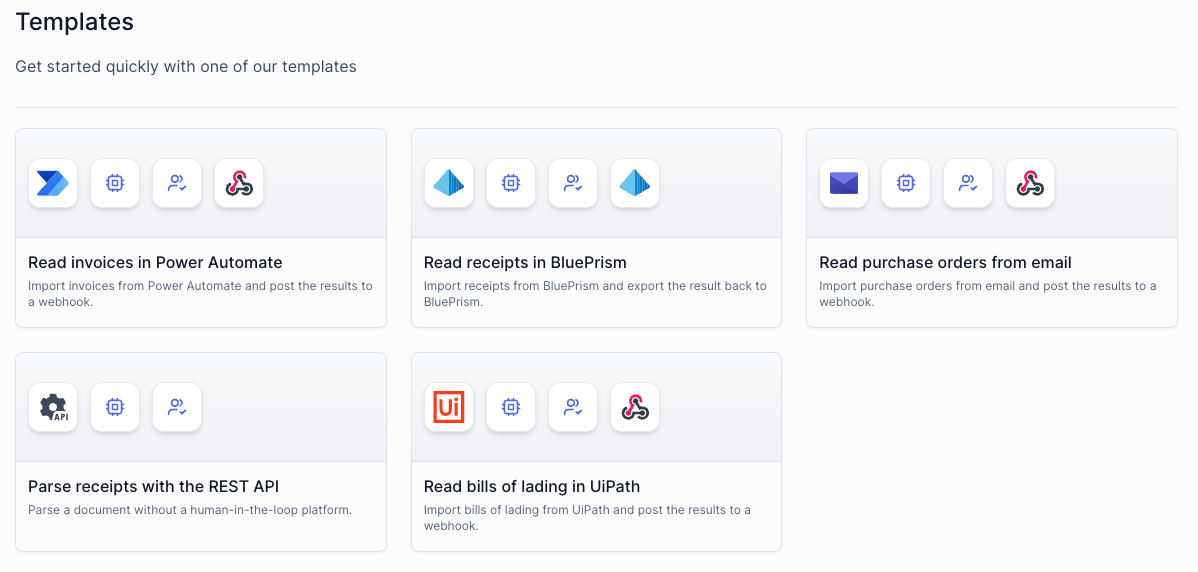 Templates
Get started quickly with one of our templates
Read invoices in Power Automate
Import invoices from Power Automate and post the results to
a webhook.
Read receipts in BluePrism
Import receipts from BluePrism and export the result back to
BluePrism.
Read purchase orders from email
Import purchase orders from email and post the results to a
webhook.
API
Parse receipts with the REST API
Parse a document without a human-in-the-loop platform.
Ui
Read bills of lading in UiPath
Import bills of lading from UiPath and post the results to a
webhook.